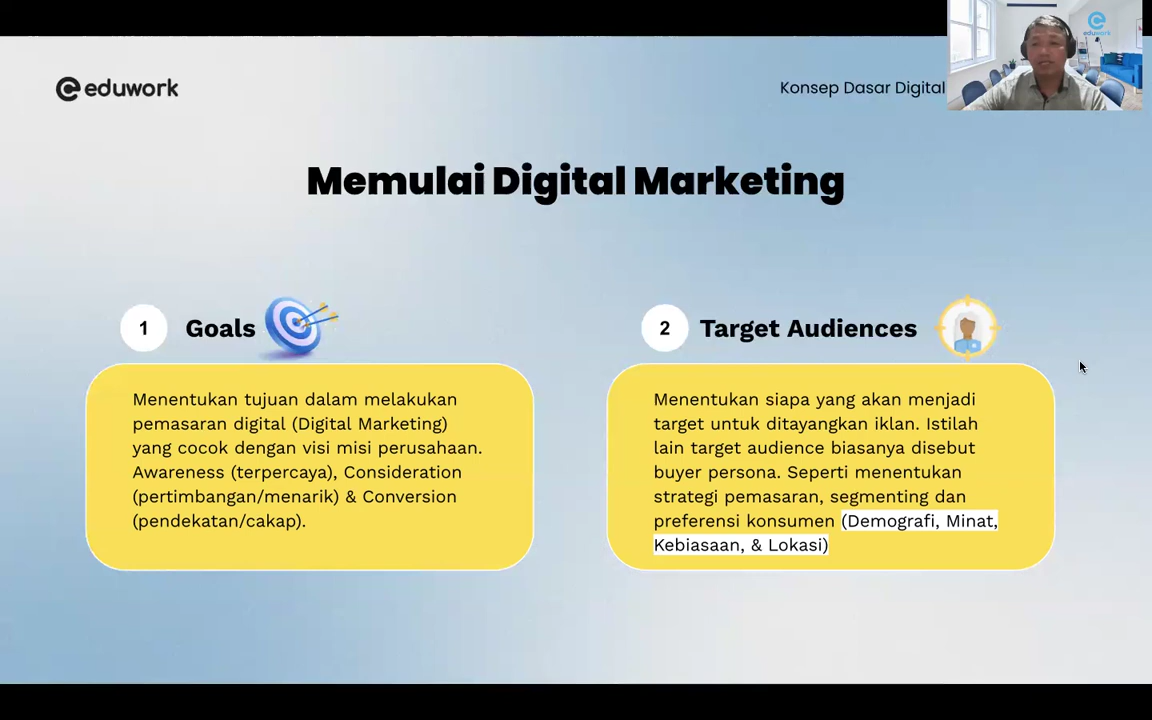 eduwork
Konsep Dasar Digital
eduwork
Memulai Digital Marketing
1 Goals
Menentukan tujuan dalam melakukan
pemasaran digital (Digital Marketing)
yang cocok dengan visi misi perusahaan.
Awareness (terpercaya), Consideration
(pertimbangan/menarik) & Conversion
(pendekatan/cakap).
2 Target Audiences
Menentukan siapa yang akan menjadi
target untuk ditayangkan iklan. Istilah
lain target audience biasanya disebut
buyer persona. Seperti menentukan
strategi pemasaran, segmenting dan
preferensi konsumen (Demografi, Minat,
Kebiasaan, & Lokasi)